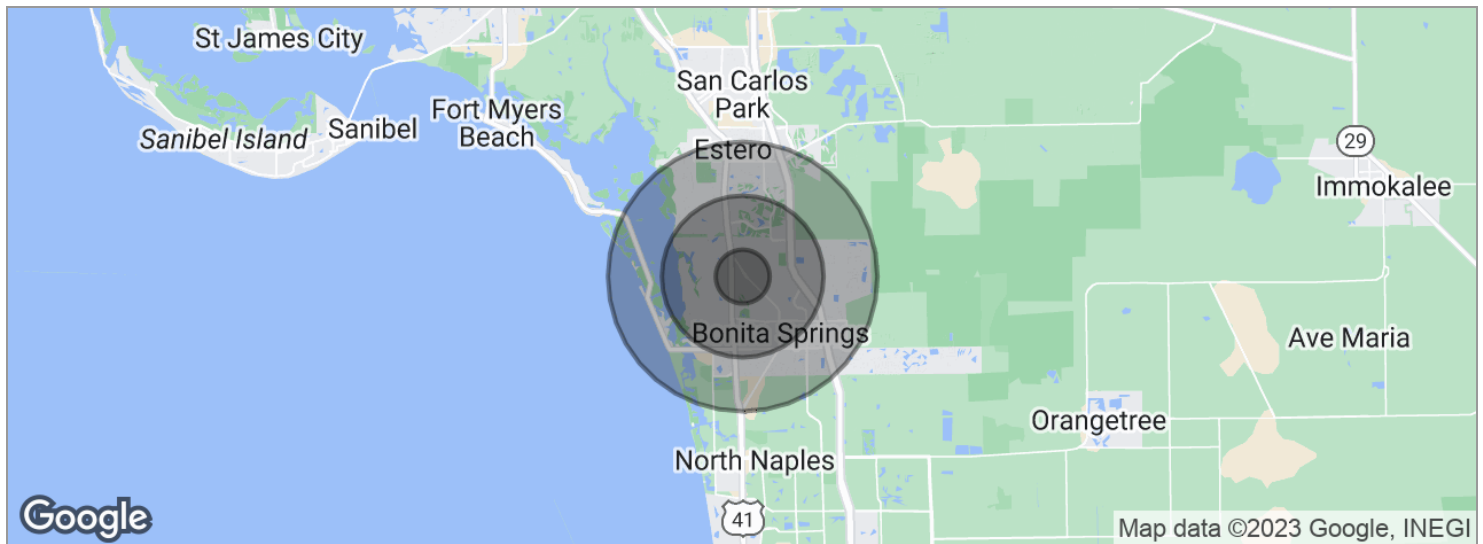 St James City
San Carlos
Park
Fort Myers
Beach
Sanibel
Sanibel Island
Estero
29
Immokalee
Bonita Springs
Ave Maria
Orangetree
North Naples
41
Google
Map data ©2023 Google, INEGI